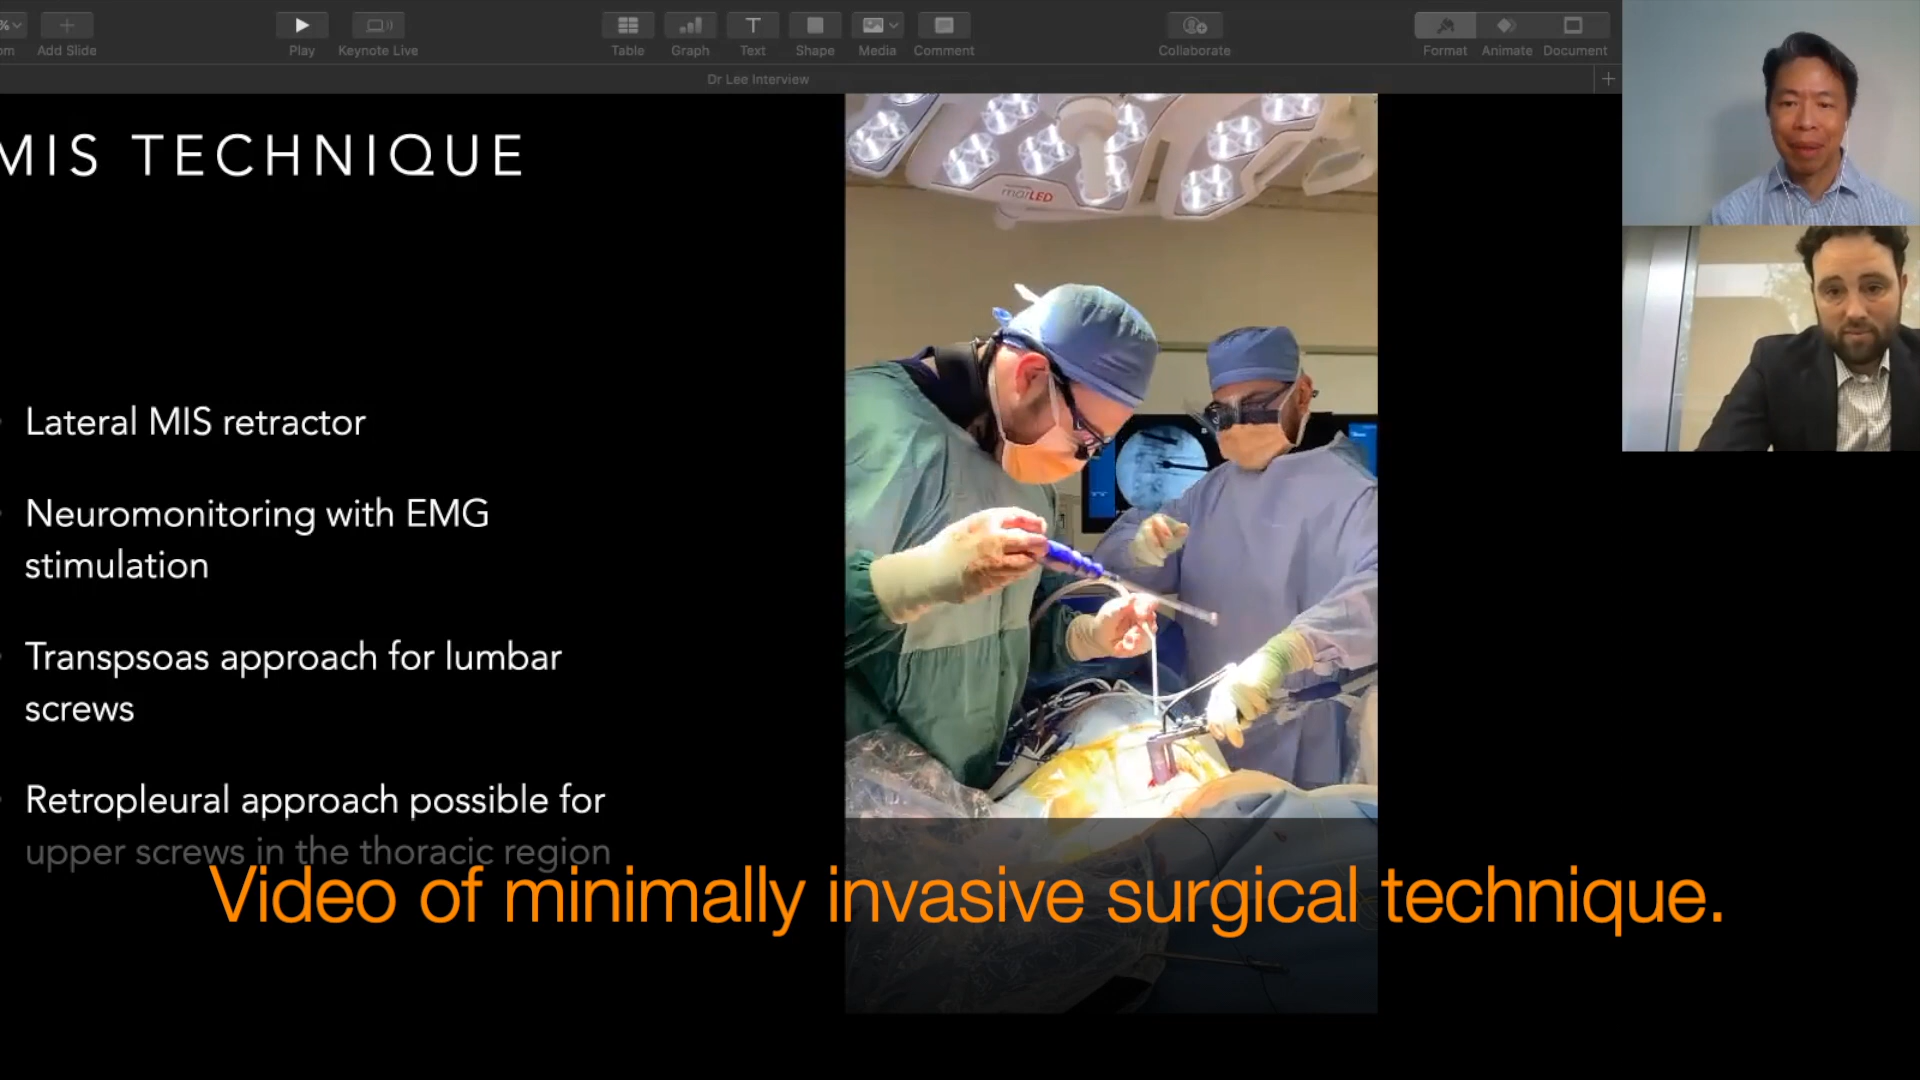 %
om
Add Slide
Play
Keynote Live
Table
Graph
Text
Shape
Media
Comment
Collaborate
Format
Animate
Document
Dr Lee Interview
MIS TECHNIQUE
marLED
• Lateral MIS retractor
• Neuromonitoring with EMG
stimulation
• Transpsoas approach for lumbar
screws
• Retropleural approach possible for
upper screws in the thoracic region
Video of minimally invasive surgical technique.